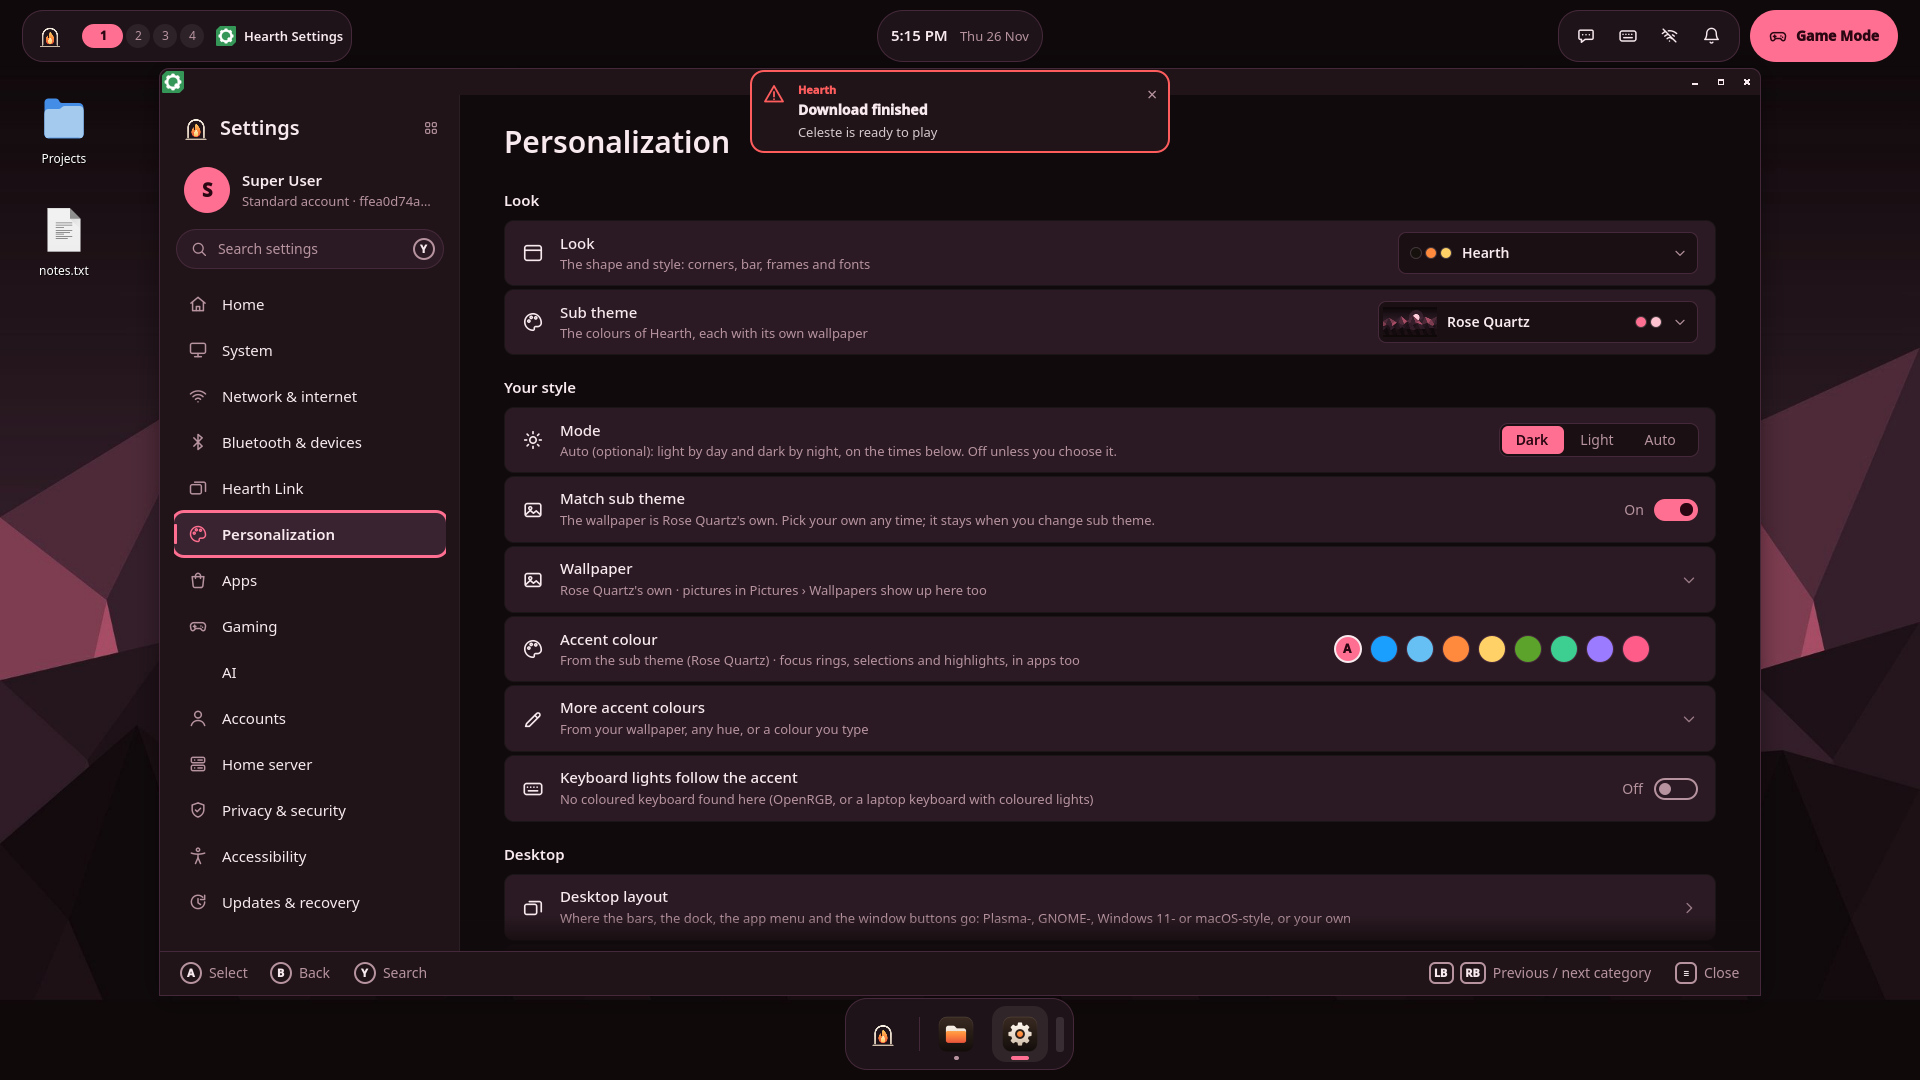 1 2 3 4 Hearth Settings
5:15 PM Thu 26 Nov
Game Mode
Projects
notes.txt
Hearth
Download finished
Celeste is ready to play
Settings
S
Super User
Standard account · ffea0d74a...
Search settings Y
Home
System
Network & internet
Bluetooth & devices
Hearth Link
Personalization
Apps
Gaming
AI
Accounts
Home server
Privacy & security
Accessibility
Updates & recovery
Personalization
Look
Look
The shape and style: corners, bar, frames and fonts
Hearth
Sub theme
The colours of Hearth, each with its own wallpaper
Rose Quartz
Your style
Mode
Auto (optional): light by day and dark by night, on the times below. Off unless you choose it.
Dark Light Auto
Match sub theme
The wallpaper is Rose Quartz's own. Pick your own any time; it stays when you change sub theme.
On
Wallpaper
Rose Quartz's own · pictures in Pictures › Wallpapers show up here too
Accent colour
From the sub theme (Rose Quartz) · focus rings, selections and highlights, in apps too
A
More accent colours
From your wallpaper, any hue, or a colour you type
Keyboard lights follow the accent
No coloured keyboard found here (OpenRGB, or a laptop keyboard with coloured lights)
Off
Desktop
Desktop layout
Where the bars, the dock, the app menu and the window buttons go: Plasma-, GNOME-, Windows 11- or macOS-style, or your own
A Select B Back Y Search
LB RB Previous / next category Close